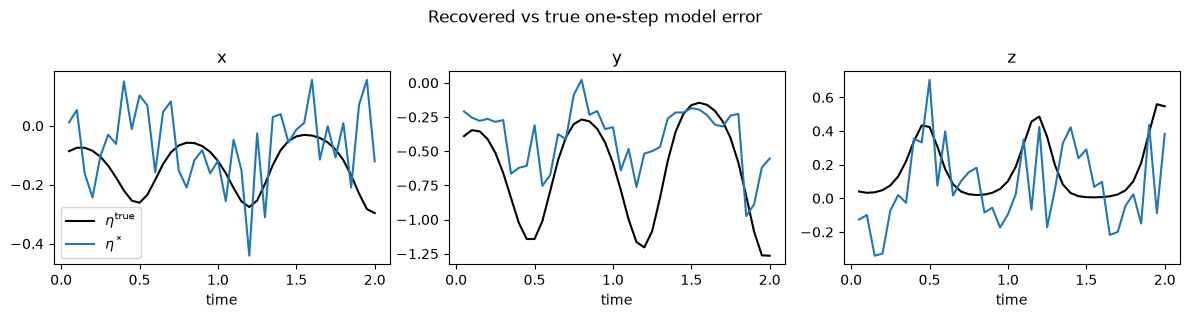 Recovered vs true one-step model error
x
y
z
0.0
−0.2
−0.4
0.00
−0.25
−0.50
−0.75
−1.00
−1.25
0.6
0.4
0.2
0.0
−0.2
η^true
η^*
0.0 0.5 1.0 1.5 2.0
0.0 0.5 1.0 1.5 2.0
0.0 0.5 1.0 1.5 2.0
time
time
time